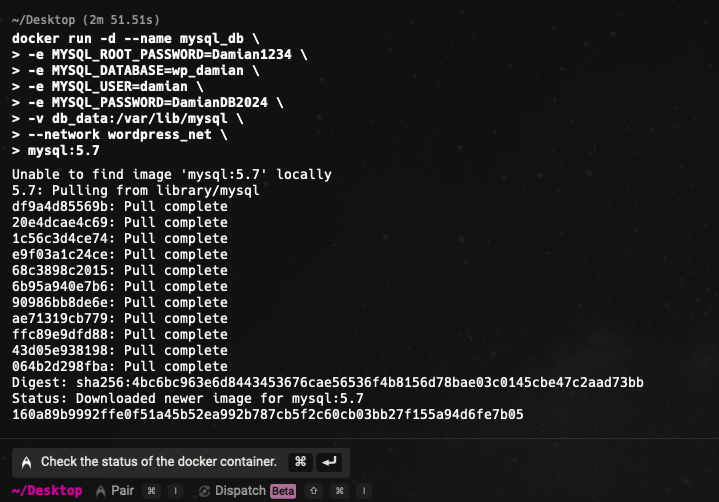 ~/Desktop (2m 51.51s)
docker run -d --name mysql_db \
> -e MYSQL_ROOT_PASSWORD=Damian1234 \
> -e MYSQL_DATABASE=wp_damian \
> -e MYSQL_USER=damian \
> -e MYSQL_PASSWORD=DamianDB2024 \
> -v db_data:/var/lib/mysql \
> --network wordpress_net \
> mysql:5.7
Unable to find image 'mysql:5.7' locally
5.7: Pulling from library/mysql
df9a4d85569b: Pull complete
20e4dcae4c69: Pull complete
1c56c3d4ce74: Pull complete
e9f03a1c24ce: Pull complete
68c3898c2015: Pull complete
6b95a940e7b6: Pull complete
90986bb8de6e: Pull complete
ae71319cb779: Pull complete
ffc89e9dfd88: Pull complete
43d05e938198: Pull complete
064b2d298fba: Pull complete
Digest: sha256:4bc6bc963e6d8443453676cae56536f4b8156d78bae03c0145cbe47c2aad73bb
Status: Downloaded newer image for mysql:5.7
160a89b9992ffe0f51a45b52ea992b787cb5f2c60cb03bb27f155a94d6fe7b05
Check the status of the docker container. ⌘ ↩
~/Desktop Pair ⌘ I Dispatch Beta ⇧ ⌘ I